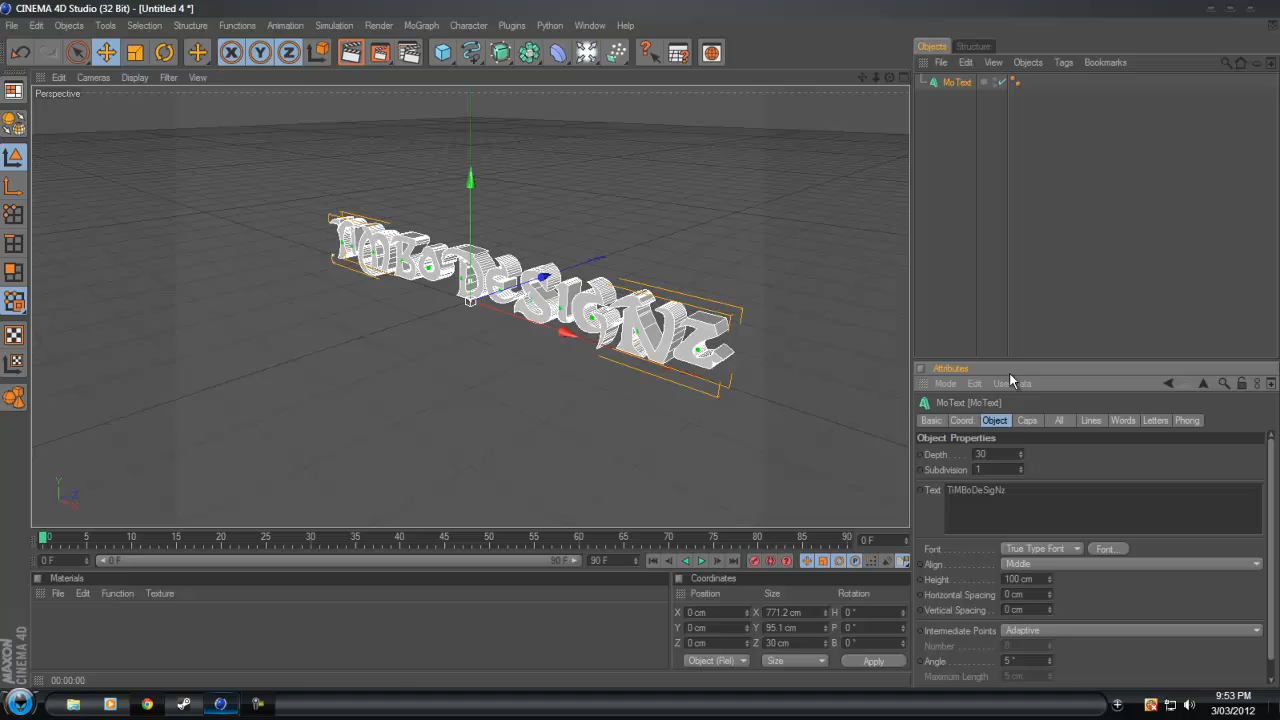 CINEMA 4D Studio (32 Bit) - [Untitled 4 *]
File Edit Objects Tools Selection Structure Functions Animation Simulation Render MoGraph Character Plugins Python Window Help
Objects Structure
File Edit View Objects Tags Bookmarks
MoText
Edit Cameras Display Filter View
Perspective
TiMBoDeSigNz
Y
Z
X
Attributes
Mode Edit User Data
MoText [MoText]
Basic Coord. Object Caps All Lines Words Letters Phong
Object Properties
Depth . . . . 30
Subdivision 1
Text TiMBoDeSigNz
Font . . . . . . . . . . True Type Font Font...
Align . . . . . . . . . . Middle
Height . . . . . . . . . 100 cm
Horizontal Spacing 0 cm
Vertical Spacing . . 0 cm
Intermediate Points Adaptive
Number . . . . . . . . 8
Angle . . . . . . . . . 5 °
Maximum Length 5 cm
0 5 10 15 20 25 30 35 40 45 50 55 60 65 70 75 80 85 90 0 F
0 F 0 F 90 F 90 F
Materials
File Edit Function Texture
Coordinates
Position Size Rotation
X 0 cm X 771.2 cm H 0 °
Y 0 cm Y 95.1 cm P 0 °
Z 0 cm Z 30 cm B 0 °
Object (Rel) Size Apply
00:00:00
MAXON
CINEMA 4D
9:53 PM
3/03/2012